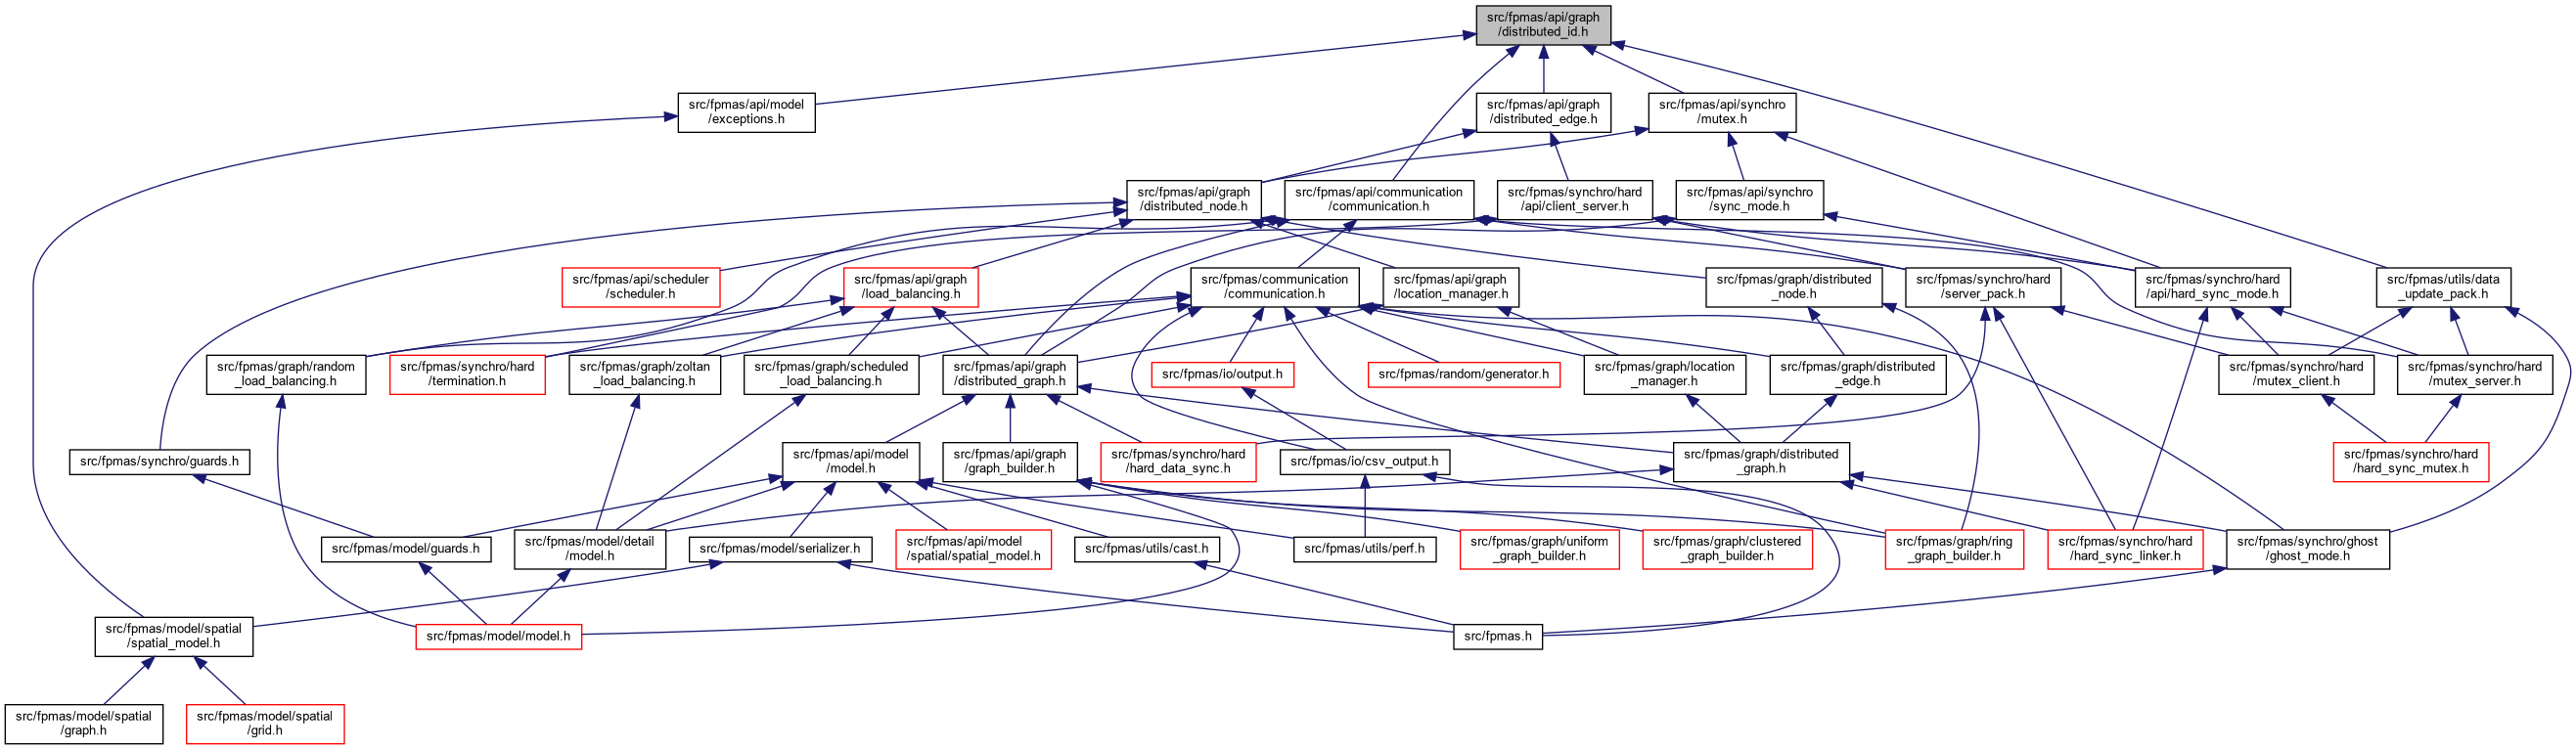 src/fpmas/api/graph
/distributed_id.h
src/fpmas/api/model
/exceptions.h
src/fpmas/api/graph
/distributed_edge.h
src/fpmas/api/synchro
/mutex.h
src/fpmas/api/graph
/distributed_node.h
src/fpmas/api/communication
/communication.h
src/fpmas/synchro/hard
/api/client_server.h
src/fpmas/api/synchro
/sync_mode.h
src/fpmas/api/scheduler
/scheduler.h
src/fpmas/api/graph
/load_balancing.h
src/fpmas/communication
/communication.h
src/fpmas/api/graph
/location_manager.h
src/fpmas/graph/distributed
_node.h
src/fpmas/synchro/hard
/server_pack.h
src/fpmas/synchro/hard
/api/hard_sync_mode.h
src/fpmas/utils/data
_update_pack.h
src/fpmas/graph/random
_load_balancing.h
src/fpmas/synchro/hard
/termination.h
src/fpmas/graph/zoltan
_load_balancing.h
src/fpmas/graph/scheduled
_load_balancing.h
src/fpmas/api/graph
/distributed_graph.h
src/fpmas/io/output.h
src/fpmas/random/generator.h
src/fpmas/graph/location
_manager.h
src/fpmas/graph/distributed
_edge.h
src/fpmas/synchro/hard
/mutex_client.h
src/fpmas/synchro/hard
/mutex_server.h
src/fpmas/synchro/guards.h
src/fpmas/api/model
/model.h
src/fpmas/api/graph
/graph_builder.h
src/fpmas/synchro/hard
/hard_data_sync.h
src/fpmas/io/csv_output.h
src/fpmas/graph/distributed
_graph.h
src/fpmas/synchro/hard
/hard_sync_mutex.h
src/fpmas/model/guards.h
src/fpmas/model/detail
/model.h
src/fpmas/model/serializer.h
src/fpmas/api/model
/spatial/spatial_model.h
src/fpmas/utils/cast.h
src/fpmas/utils/perf.h
src/fpmas/graph/uniform
_graph_builder.h
src/fpmas/graph/clustered
_graph_builder.h
src/fpmas/graph/ring
_graph_builder.h
src/fpmas/synchro/hard
/hard_sync_linker.h
src/fpmas/synchro/ghost
/ghost_mode.h
src/fpmas/model/spatial
/spatial_model.h
src/fpmas/model/model.h
src/fpmas.h
src/fpmas/model/spatial
/graph.h
src/fpmas/model/spatial
/grid.h